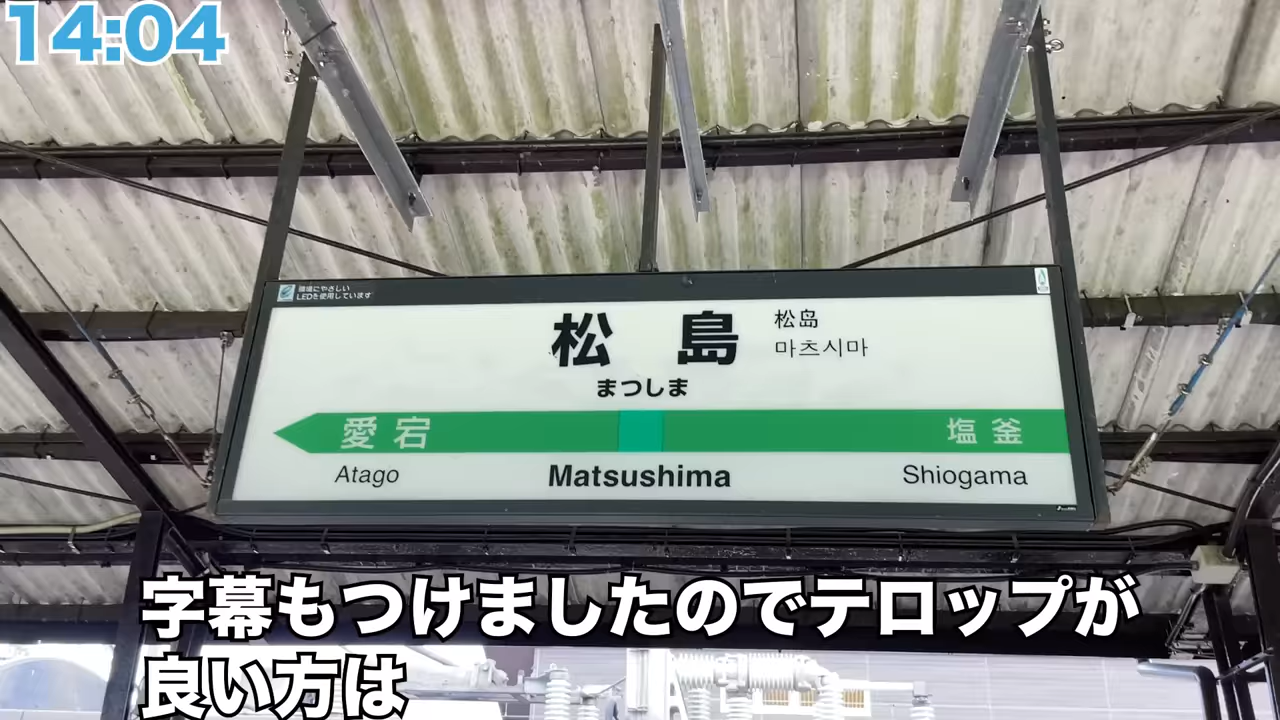 14:04
環境にやさしい
LEDを使用しています
松島
松岛
마츠시마
まつしま
愛宕
塩釜
Atago
Matsushima
Shiogama
字幕もつけましたのでテロップが
良い方は